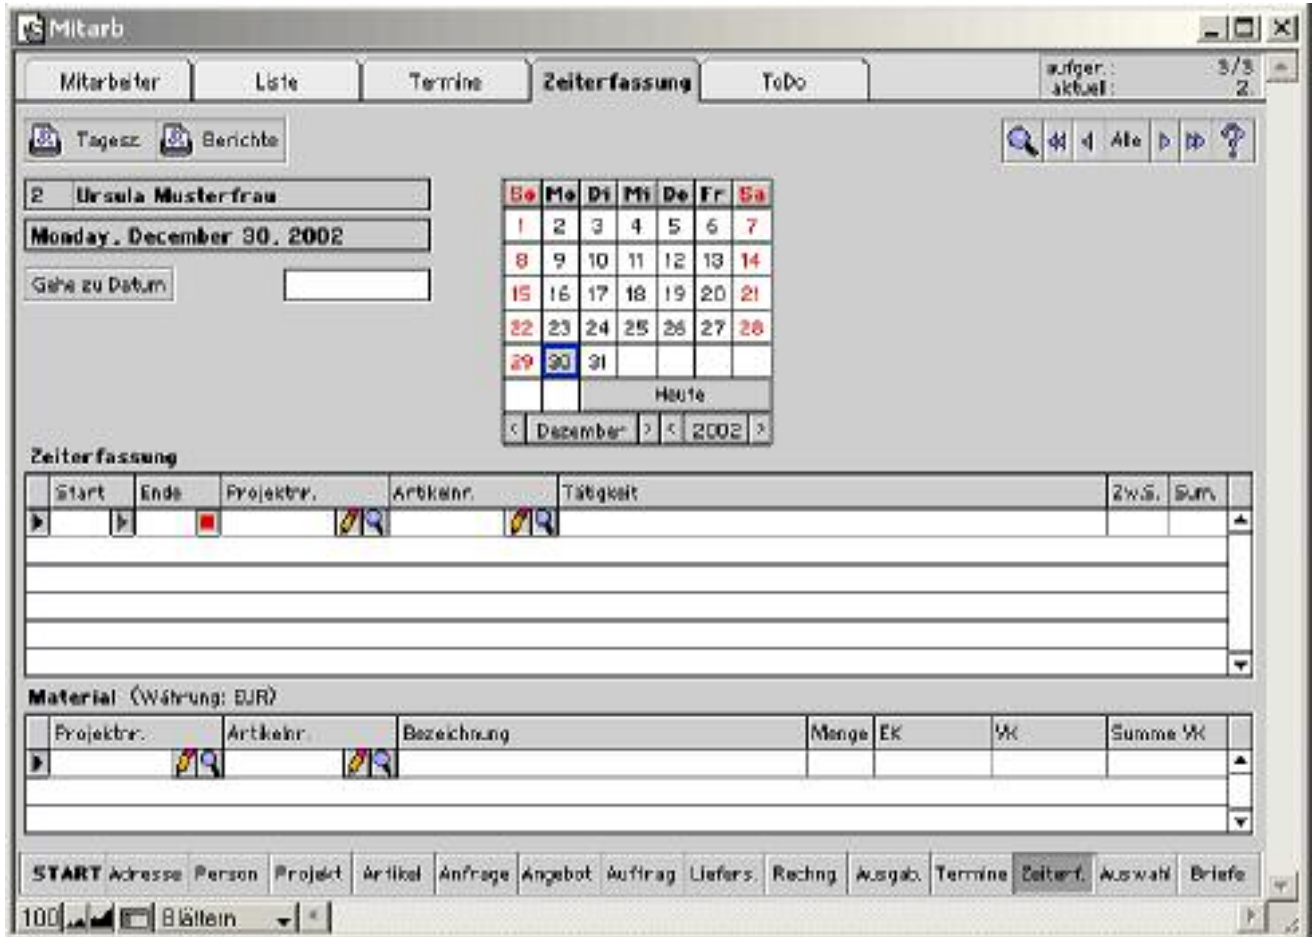 Mitarb
Mitarbeiter Liste Termine Zeiterfassung ToDo aufger.: 3/3
aktuell: 2.
Tagesz. Berichte Alle
2 Ursula Musterfrau
Monday, December 30, 2002
Gehe zu Datum
So Mo Di Mi Do Fr Sa
1 2 3 4 5 6 7
8 9 10 11 12 13 14
15 16 17 18 19 20 21
22 23 24 25 26 27 28
29 30 31
Heute
< Dezember > < 2002 >
Zeiterfassung
Start Ende Projektnr. Artikelnr. Tätigkeit Zw.S. Sum.
Material (Währung: EUR)
Projektnr. Artikelnr. Bezeichnung Menge EK VK Summe VK
START Adresse Person Projekt Artikel Anfrage Angebot Auftrag Liefers. Rechng Ausgab. Termine Zeiterf. Auswahl Briefe
100 Blättern